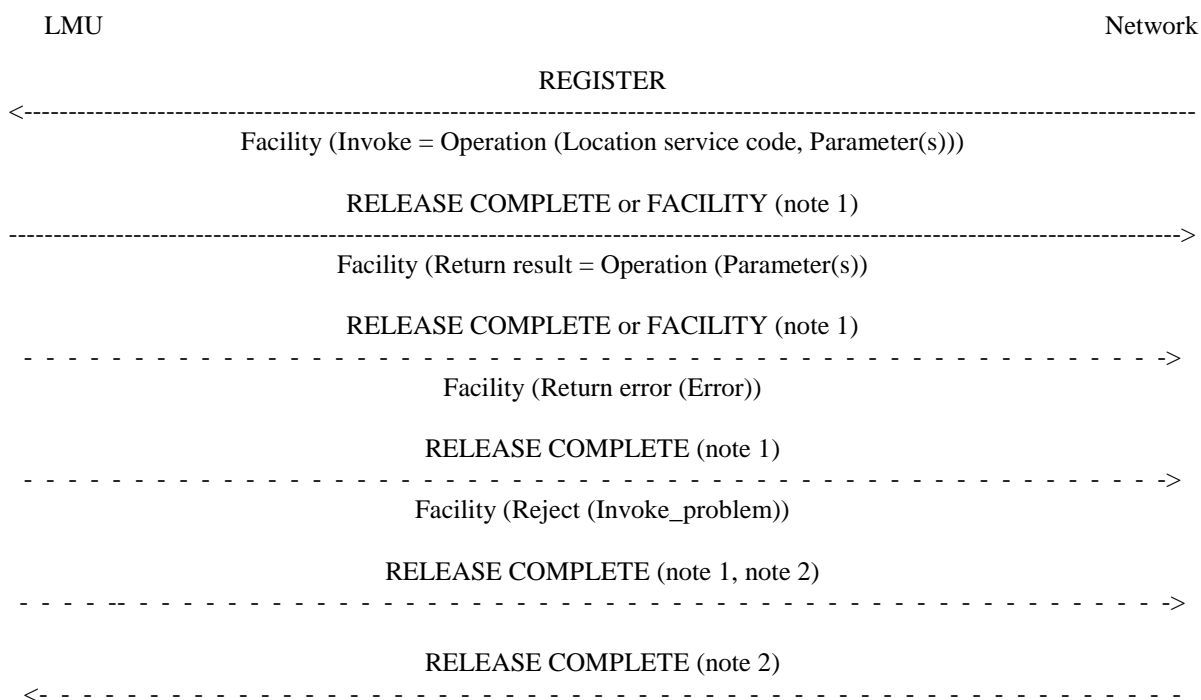 LMU Network
REGISTER
<------------------------------------------------------------------------------------------------------------------------------------
Facility (Invoke = Operation (Location service code, Parameter(s)))
RELEASE COMPLETE or FACILITY (note 1)
------------------------------------------------------------------------------------------------------------------------------------>
Facility (Return result = Operation (Parameter(s))
RELEASE COMPLETE or FACILITY (note 1)
- - - - - - - - - - - - - - - - - - - - - - - - - - - - - - - - - - - - - - - - - - - - - - - - ->
Facility (Return error (Error))
RELEASE COMPLETE (note 1)
- - - - - - - - - - - - - - - - - - - - - - - - - - - - - - - - - - - - - - - - - - - - - - - - ->
Facility (Reject (Invoke_problem))
RELEASE COMPLETE (note 1, note 2)
- - - - -- - - - - - - - - - - - - - - - - - - - - - - - - - - - - - - - - - - - - - - - - - - - ->
RELEASE COMPLETE (note 2)
<- - - - - - - - - - - - - - - - - - - - - - - - - - - - - - - - - - - - - - - - - - - - - - - - -